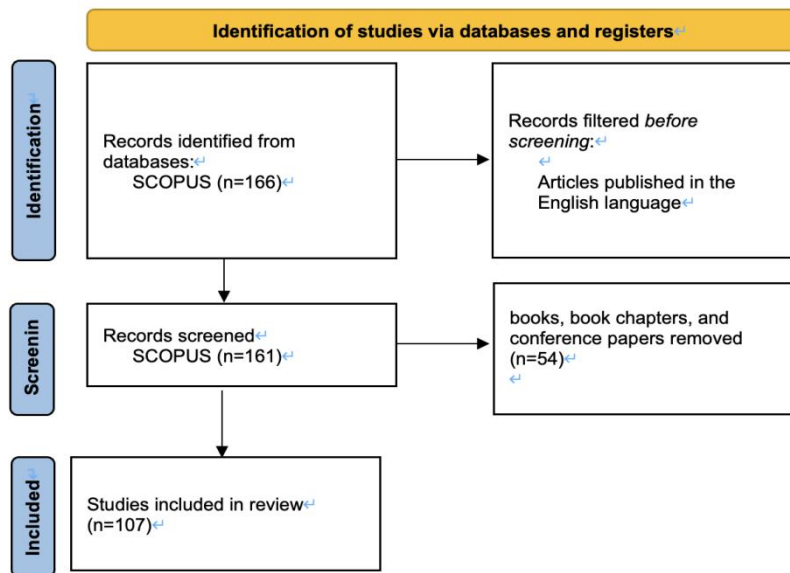 Identification of studies via databases and registers↵
Identification↵
Records identified from
databases:↵
SCOPUS (n=166)↵
Records filtered before
screening:↵
↵
Articles published in the
English language↵
Screenin
Records screened↵
SCOPUS (n=161)↵
books, book chapters, and
conference papers removed
(n=54)↵
↵
Included↵
Studies included in review↵
(n=107)↵